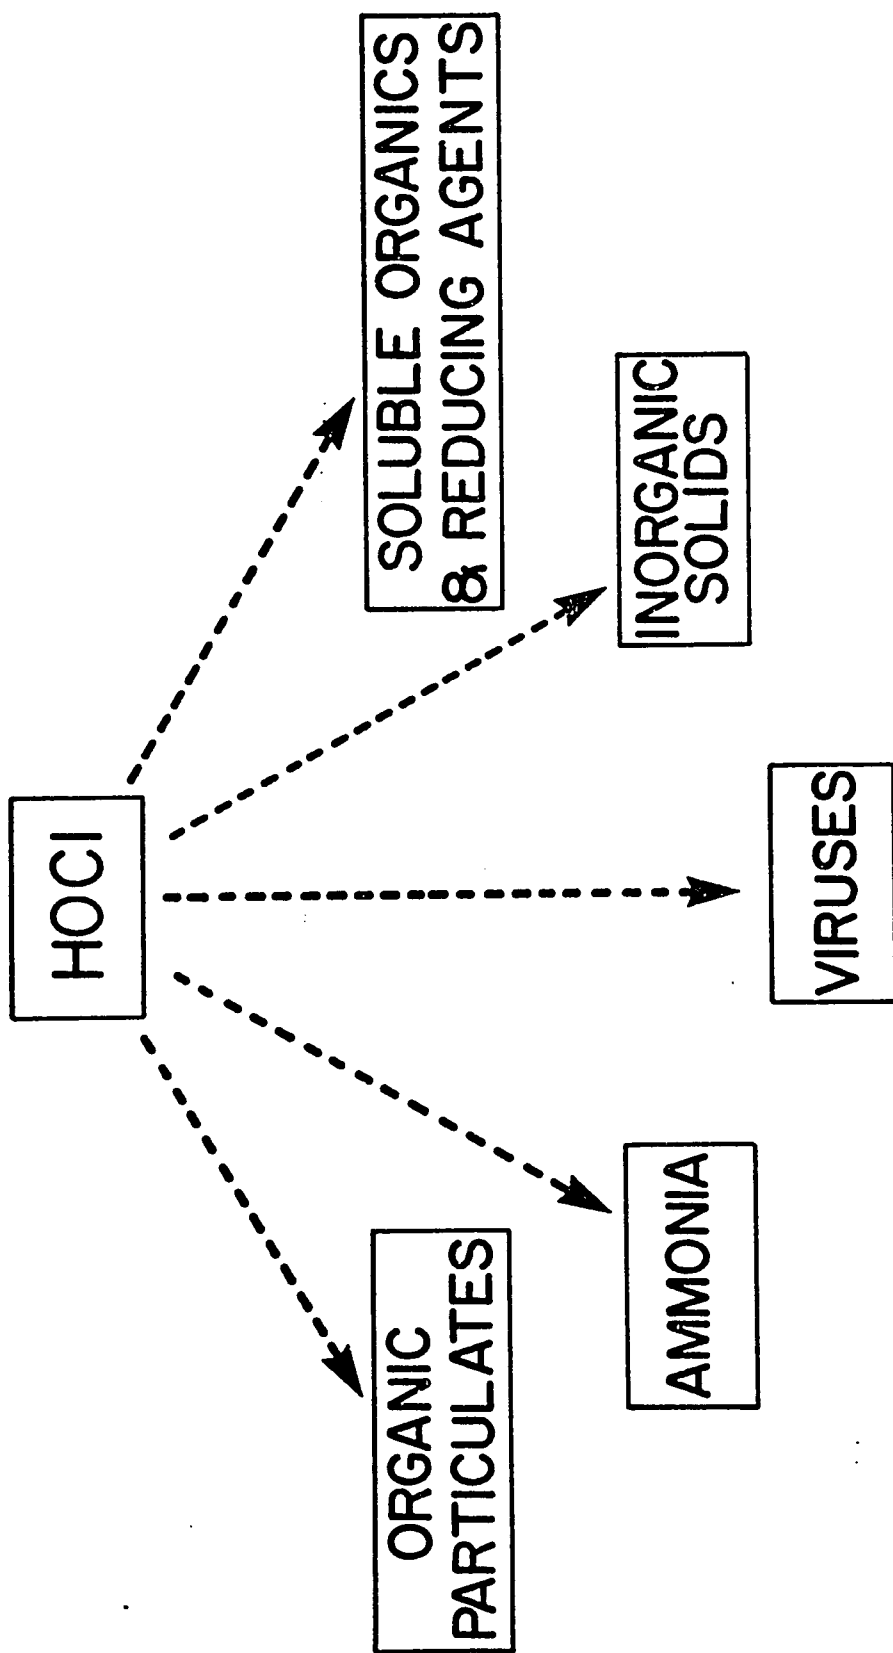 HOCl
ORGANIC
PARTICULATES
AMMONIA
VIRUSES
INORGANIC
SOLIDS
SOLUBLE ORGANICS
& REDUCING AGENTS